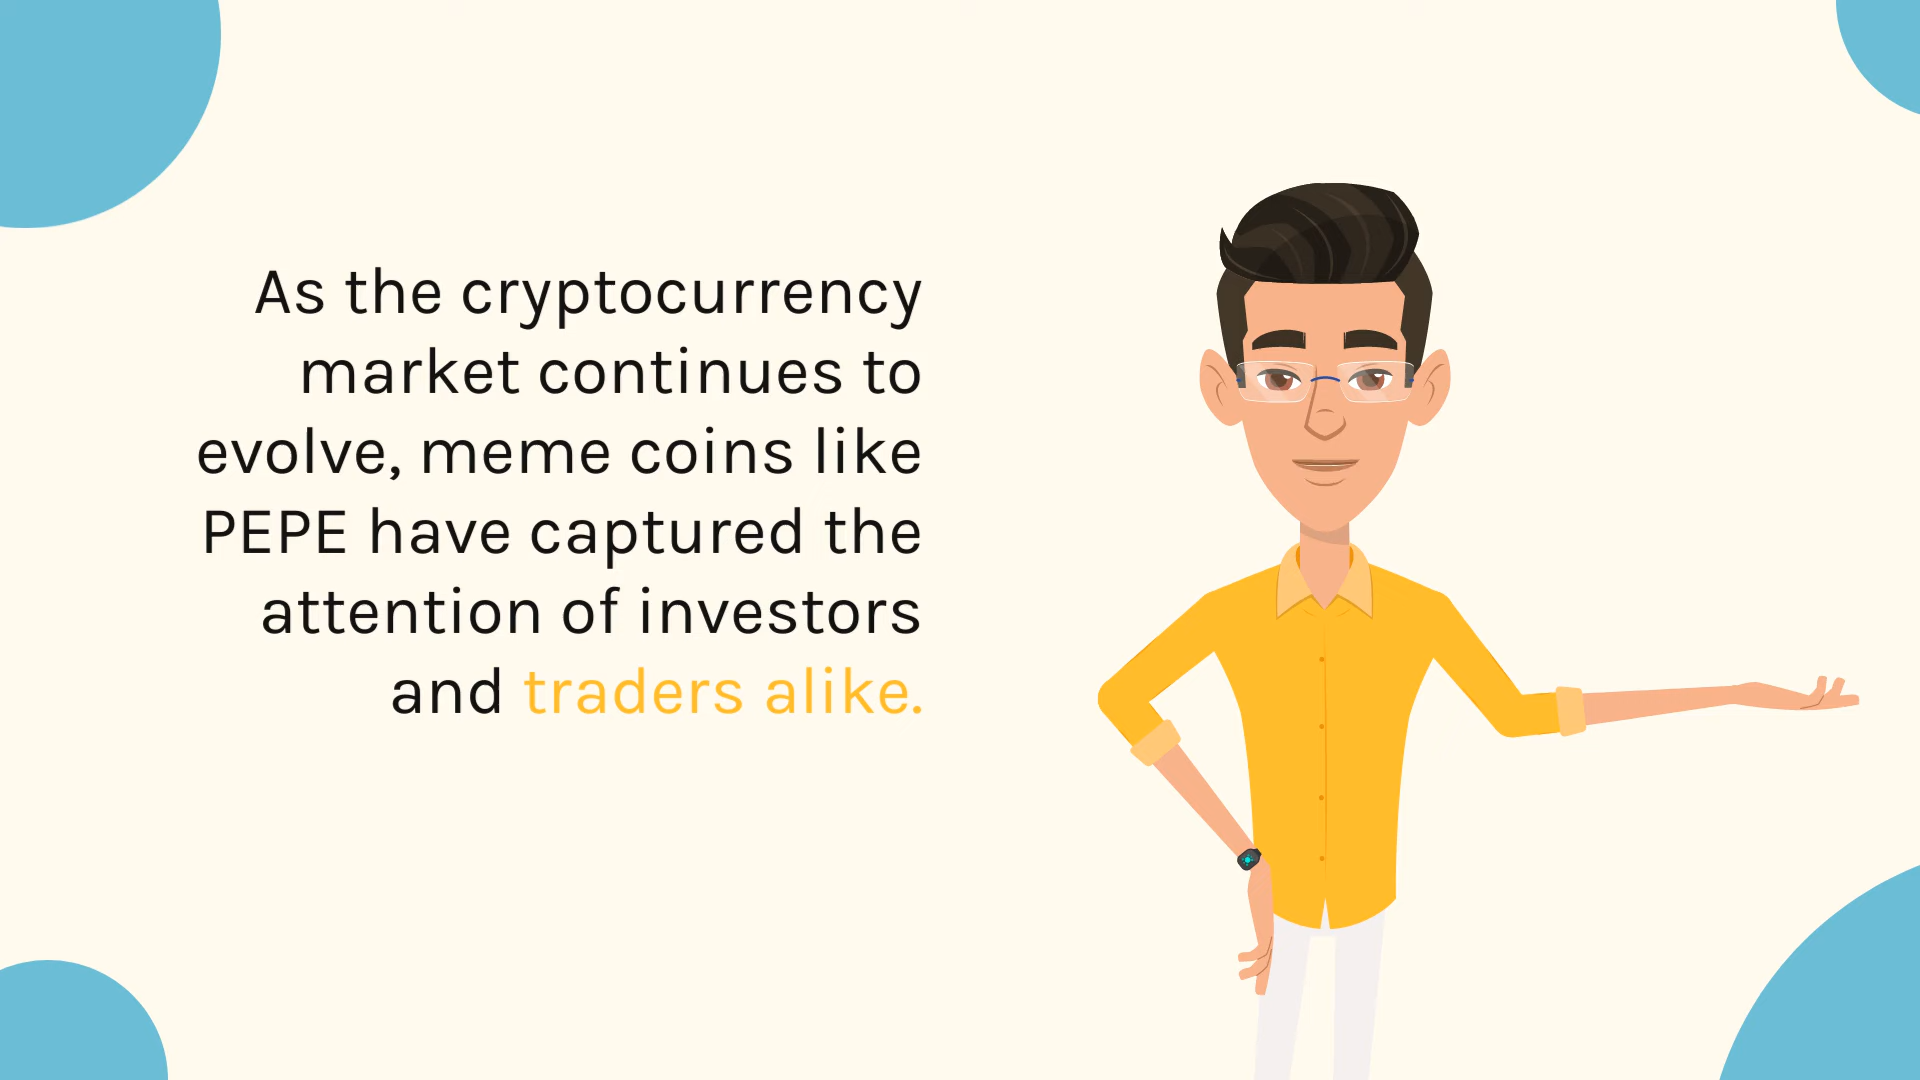 As the cryptocurrency
market continues to
evolve, meme coins like
PEPE have captured the
attention of investors
and traders alike.